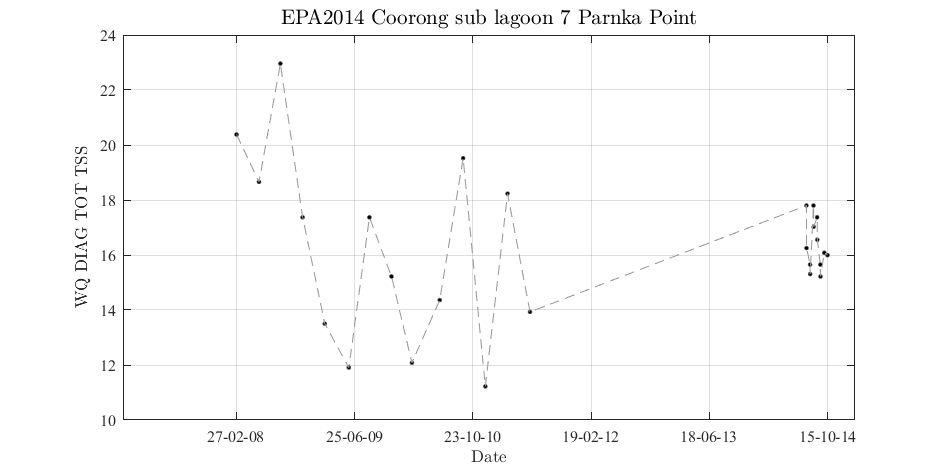 EPA2014 Coorong sub lagoon 7 Parnka Point
24
22
20
18
16
14
12
10
WQ DIAG TOT TSS
27-02-08 25-06-09 23-10-10 19-02-12 18-06-13 15-10-14
Date